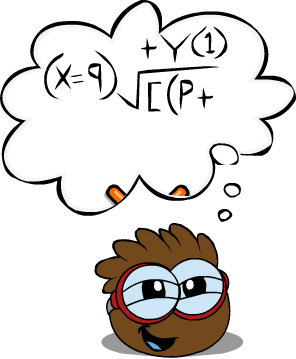 + Y(1)
(X=9) √[(P +